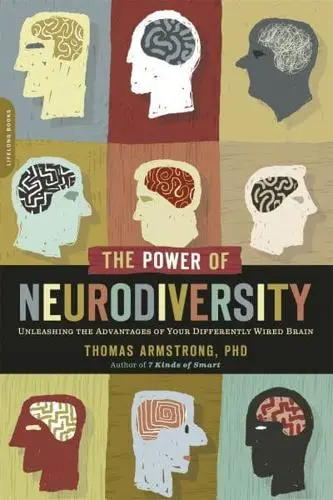 LIFELONG BOOKS
THE POWER OF
NEURODIVERSITY
UNLEASHING THE ADVANTAGES OF YOUR DIFFERENTLY WIRED BRAIN
THOMAS ARMSTRONG, PHD
Author of 7 Kinds of Smart